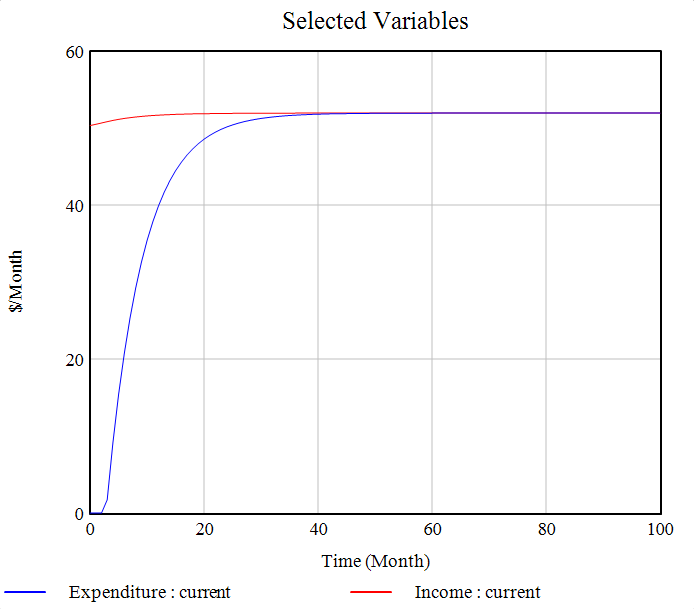 Selected Variables
60
40
20
0
$/Month
0 20 40 60 80 100
Time (Month)
Expenditure : current Income : current